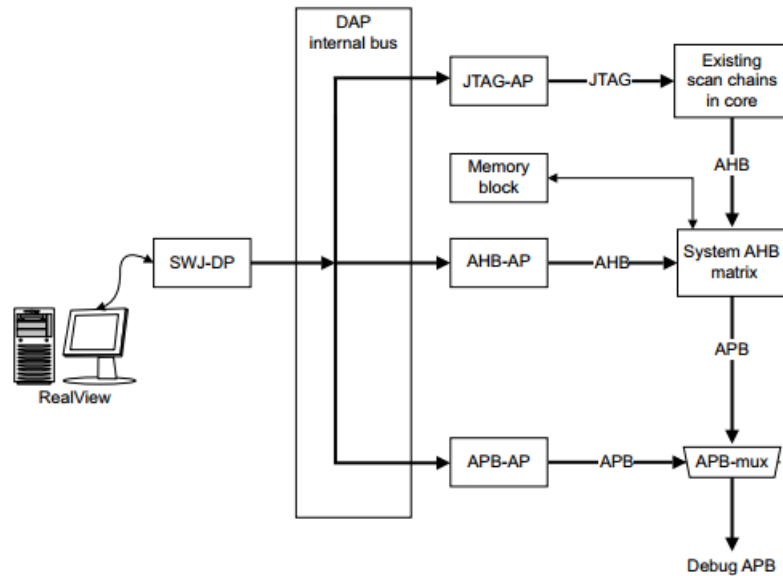 DAP
internal bus
JTAG-AP
JTAG
Existing
scan chains
in core
AHB
Memory
block
SWJ-DP
AHB-AP
AHB
System AHB
matrix
APB
RealView
APB-AP
APB
APB-mux
Debug APB